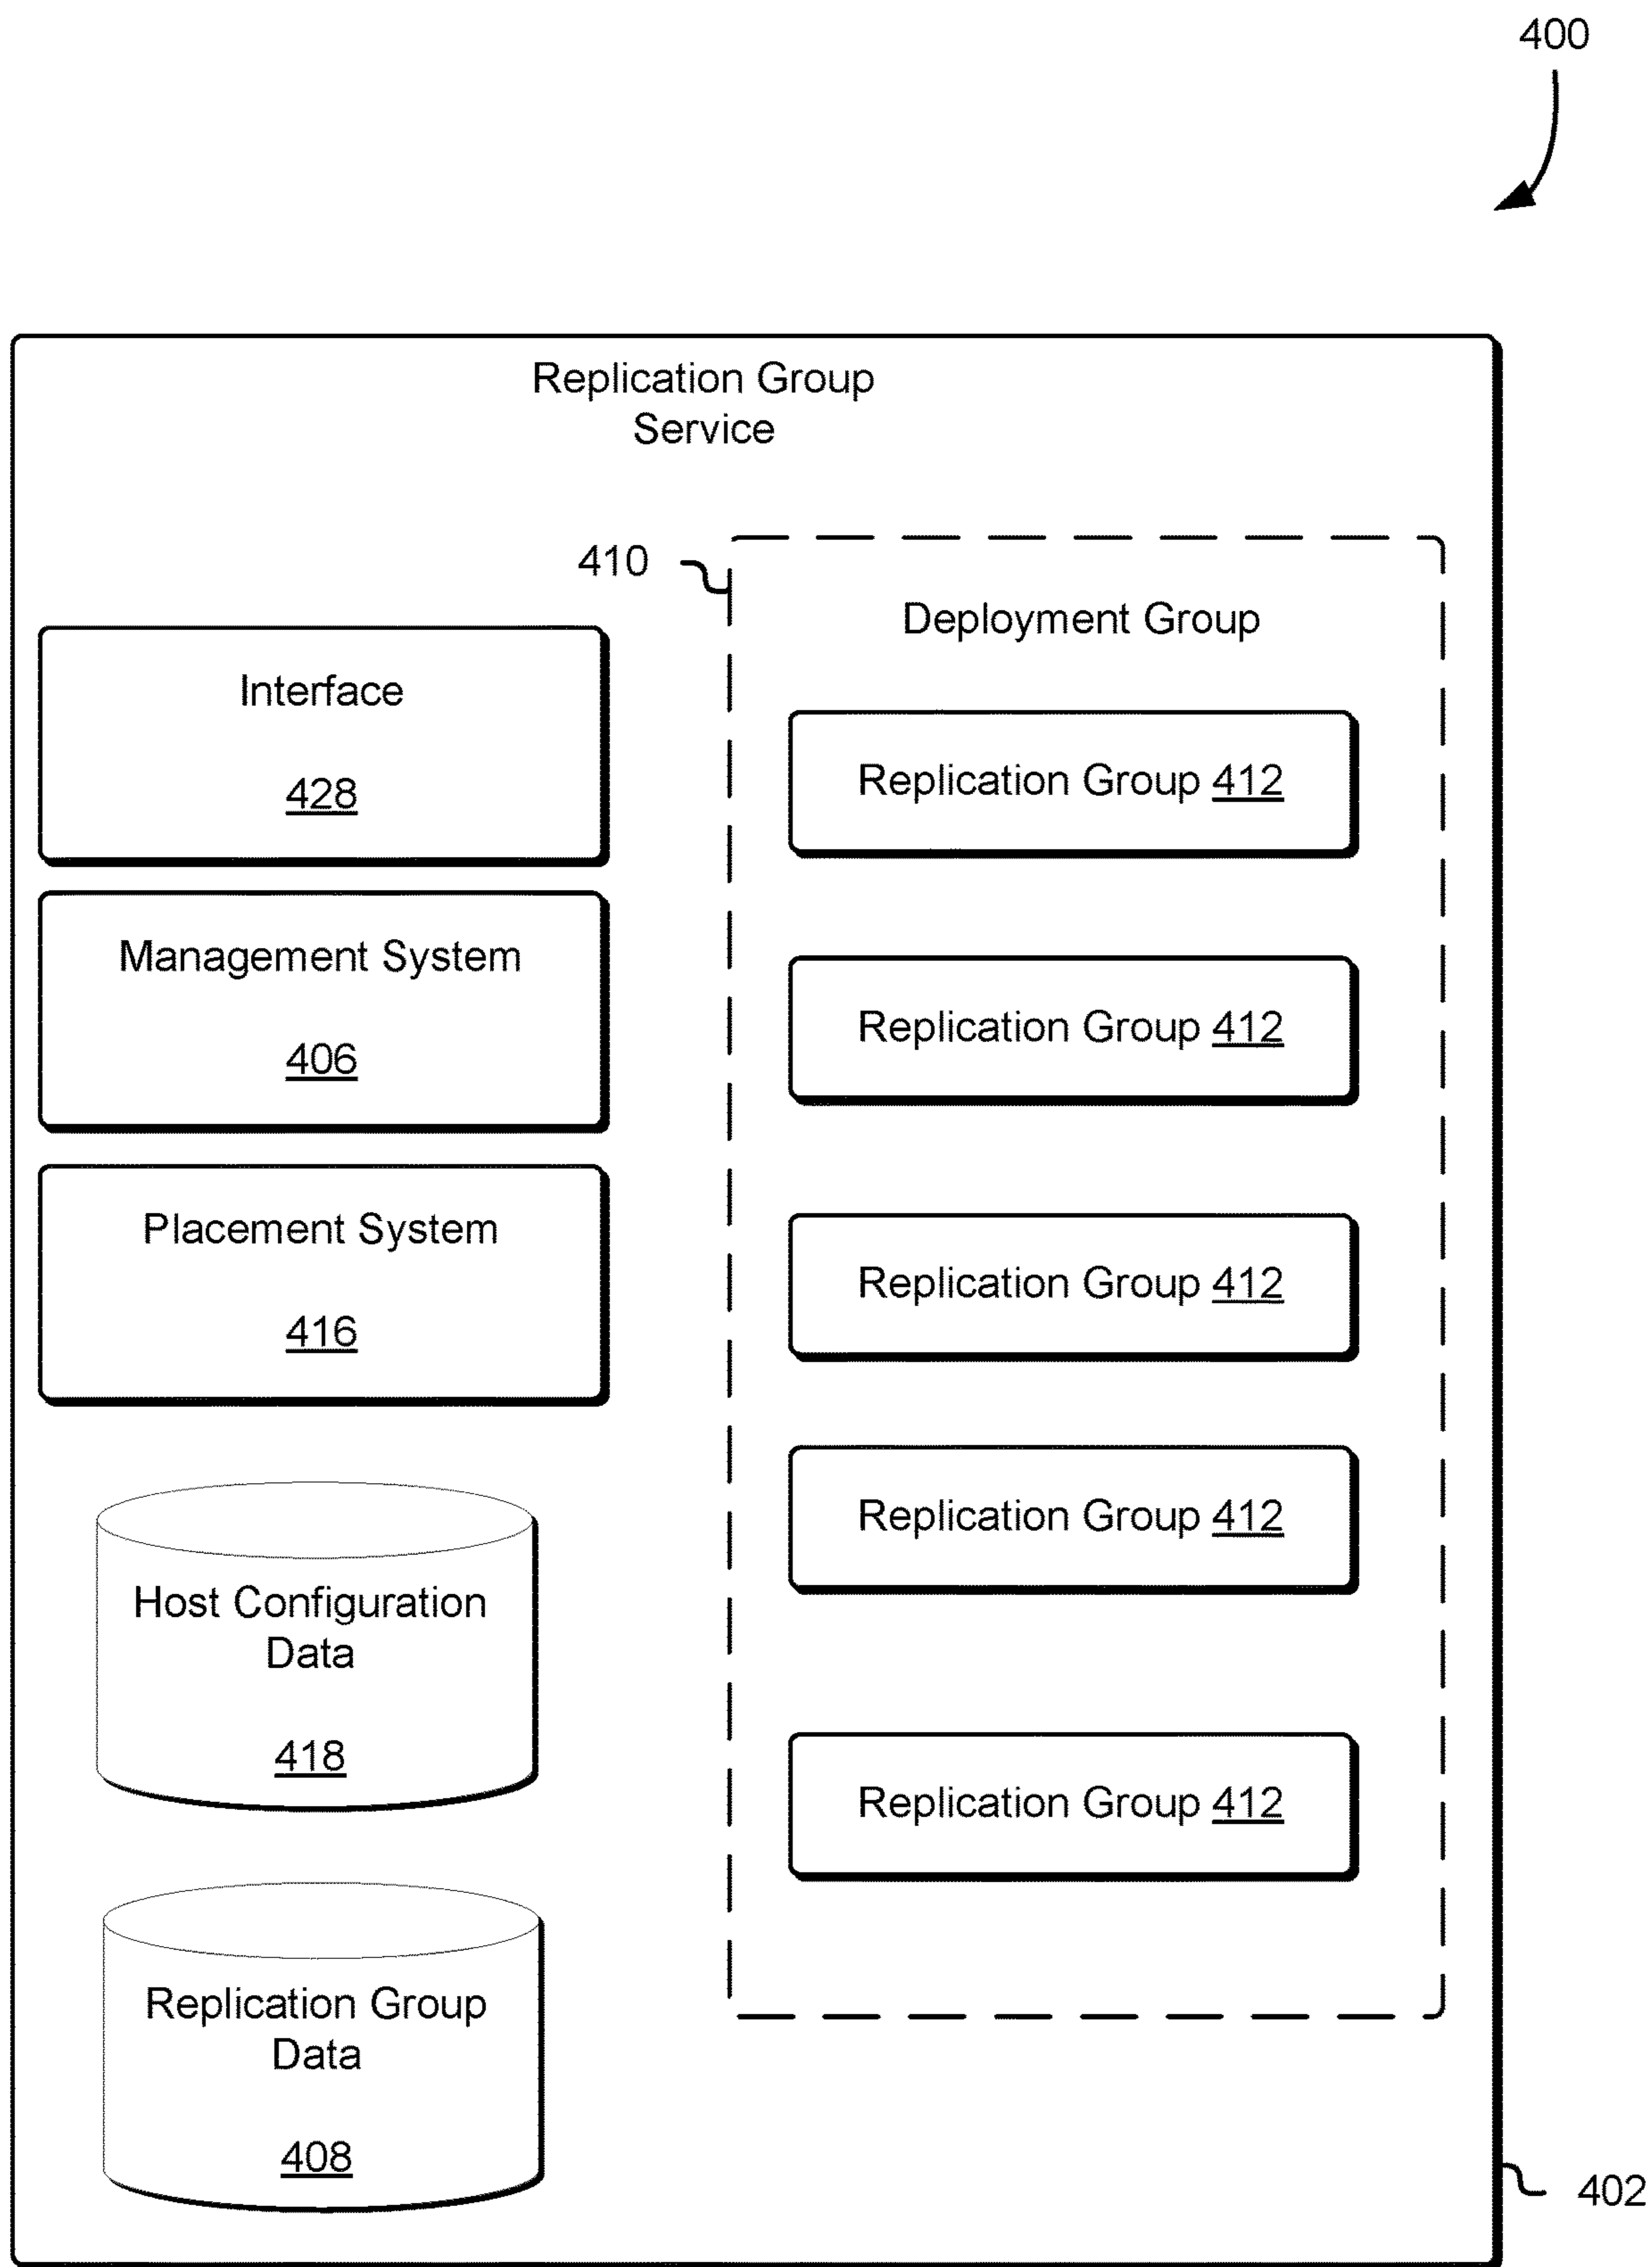 400
Replication Group
Service
410
Deployment Group
Interface
428
Management System
406
Placement System
416
Host Configuration
Data
418
Replication Group
Data
408
Replication Group 412
Replication Group 412
Replication Group 412
Replication Group 412
Replication Group 412
402